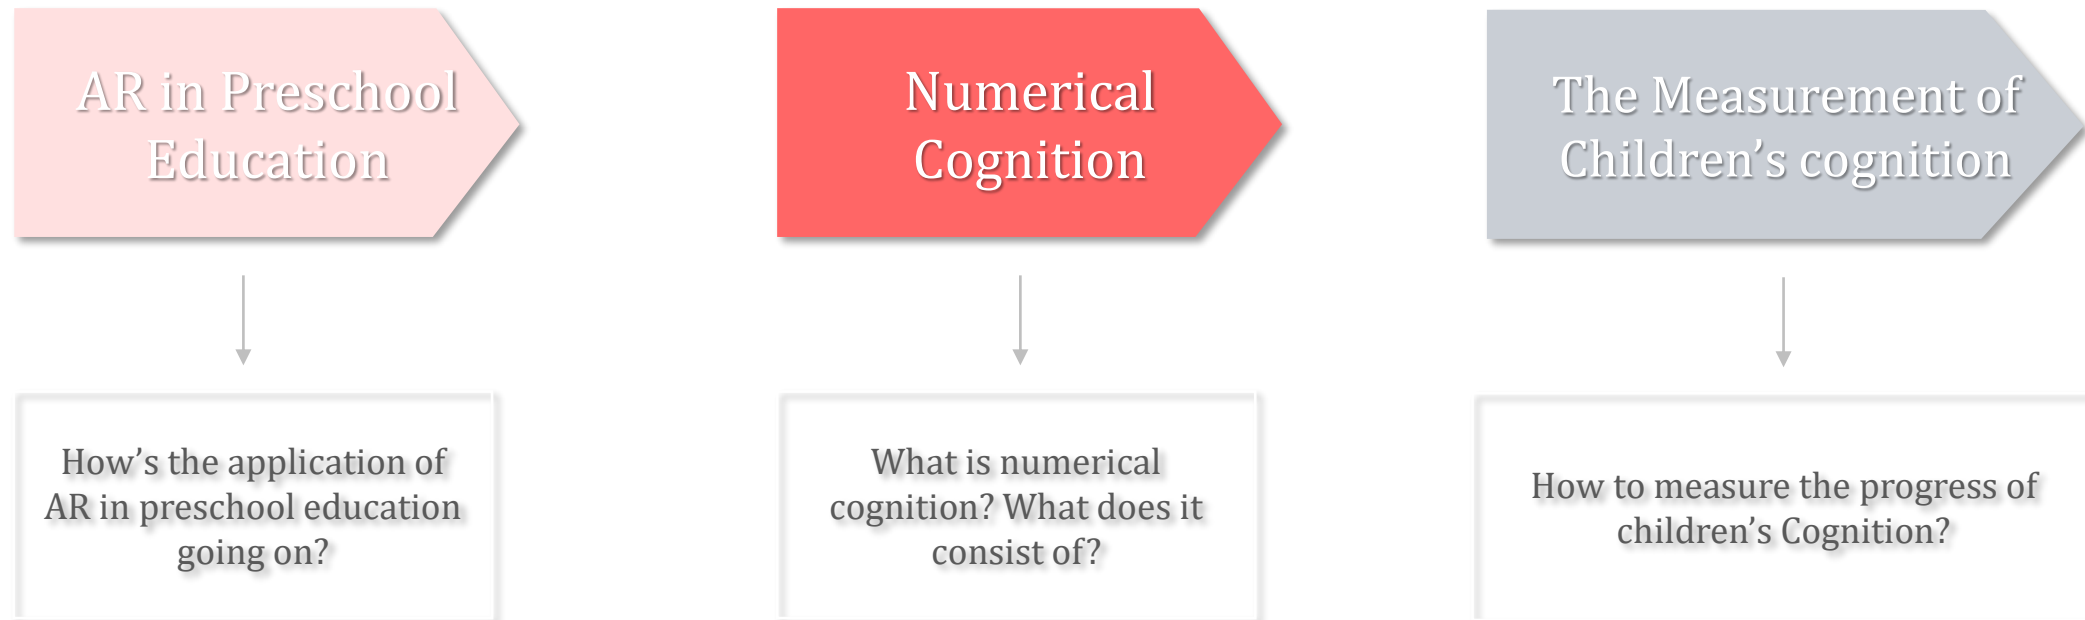 AR in Preschool
Education
Numerical
Cognition
The Measurement of
Children’s cognition
How’s the application of
AR in preschool education
going on?
What is numerical
cognition? What does it
consist of?
How to measure the progress of
children’s Cognition?